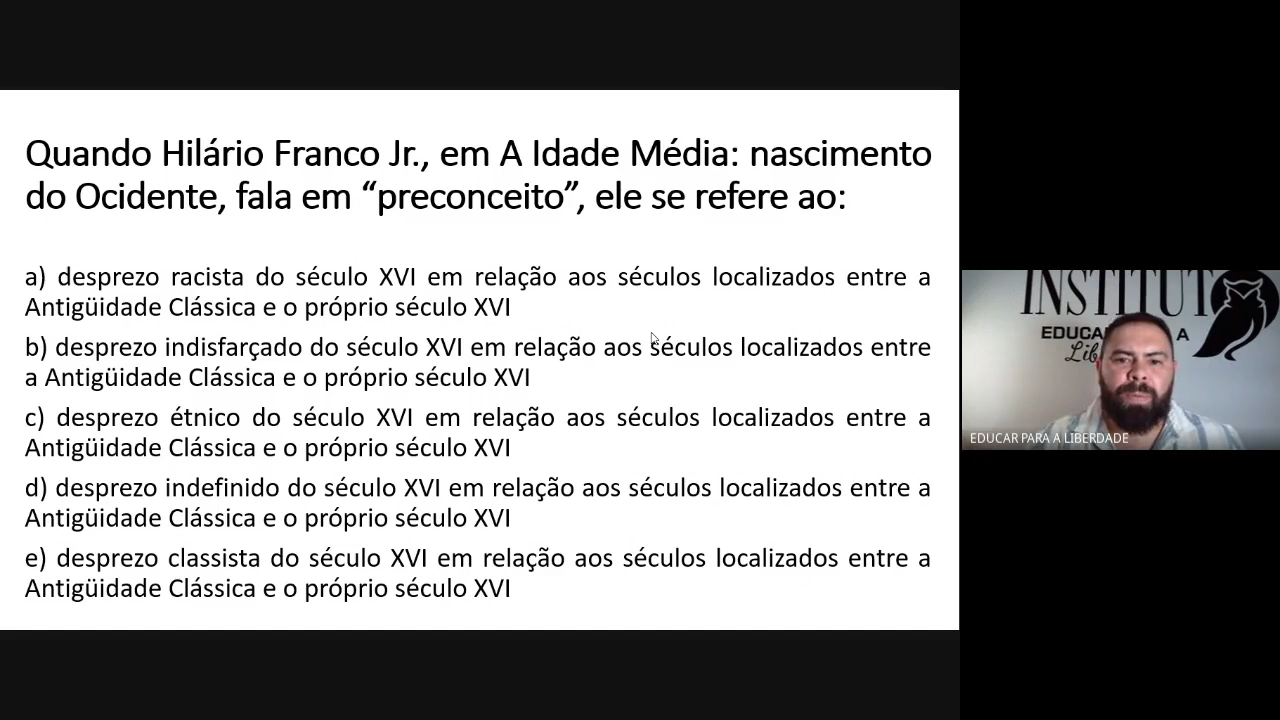 Quando Hilário Franco Jr., em A Idade Média: nascimento
do Ocidente, fala em “preconceito”, ele se refere ao:
a) desprezo racista do século XVI em relação aos séculos localizados entre a
Antigüidade Clássica e o próprio século XVI
b) desprezo indisfarçado do século XVI em relação aos séculos localizados entre
a Antigüidade Clássica e o próprio século XVI
c) desprezo étnico do século XVI em relação aos séculos localizados entre a
Antigüidade Clássica e o próprio século XVI
d) desprezo indefinido do século XVI em relação aos séculos localizados entre a
Antigüidade Clássica e o próprio século XVI
e) desprezo classista do século XVI em relação aos séculos localizados entre a
Antigüidade Clássica e o próprio século XVI
INSTITUT
EDUCA A
Lib
EDUCAR PARA A LIBERDADE